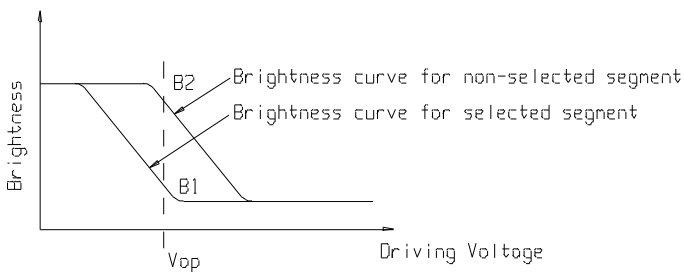 B2
Brightness curve for non-selected segment
Brightness curve for selected segment
Brightness
B1
Driving Voltage
Vop